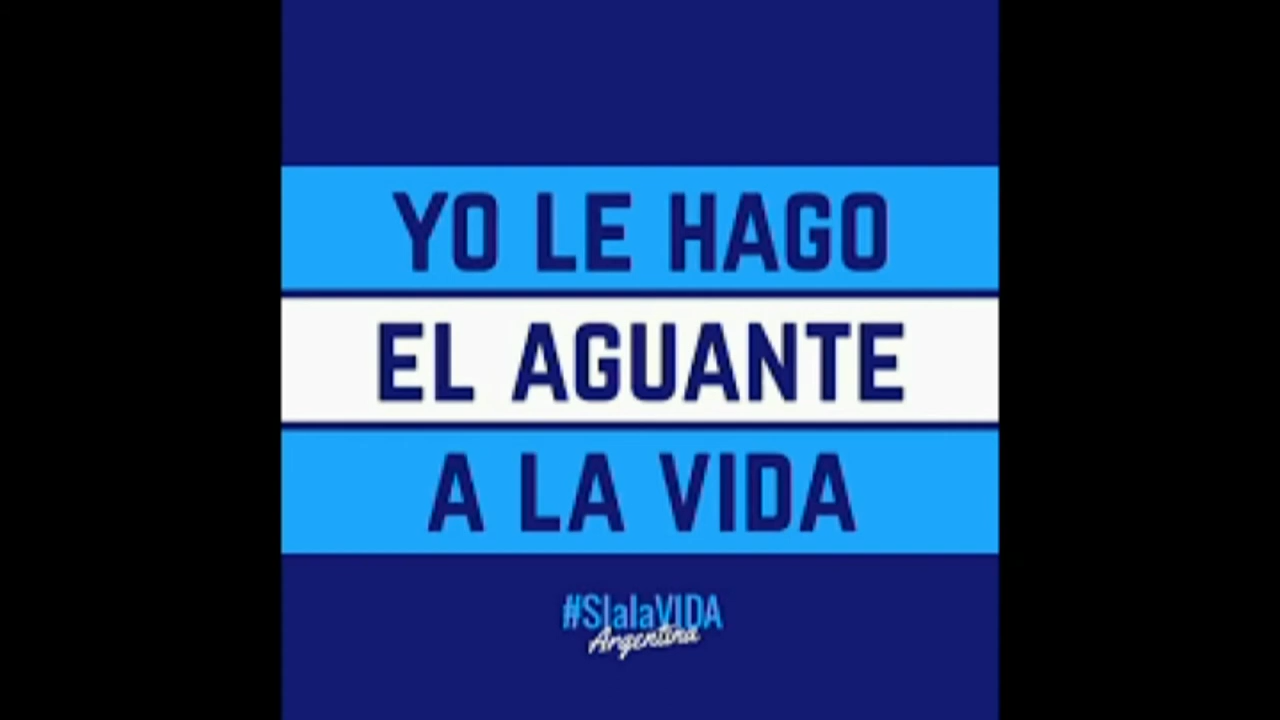 YO LE HAGO
EL AGUANTE
A LA VIDA
#SIalaVIDA
Argentina